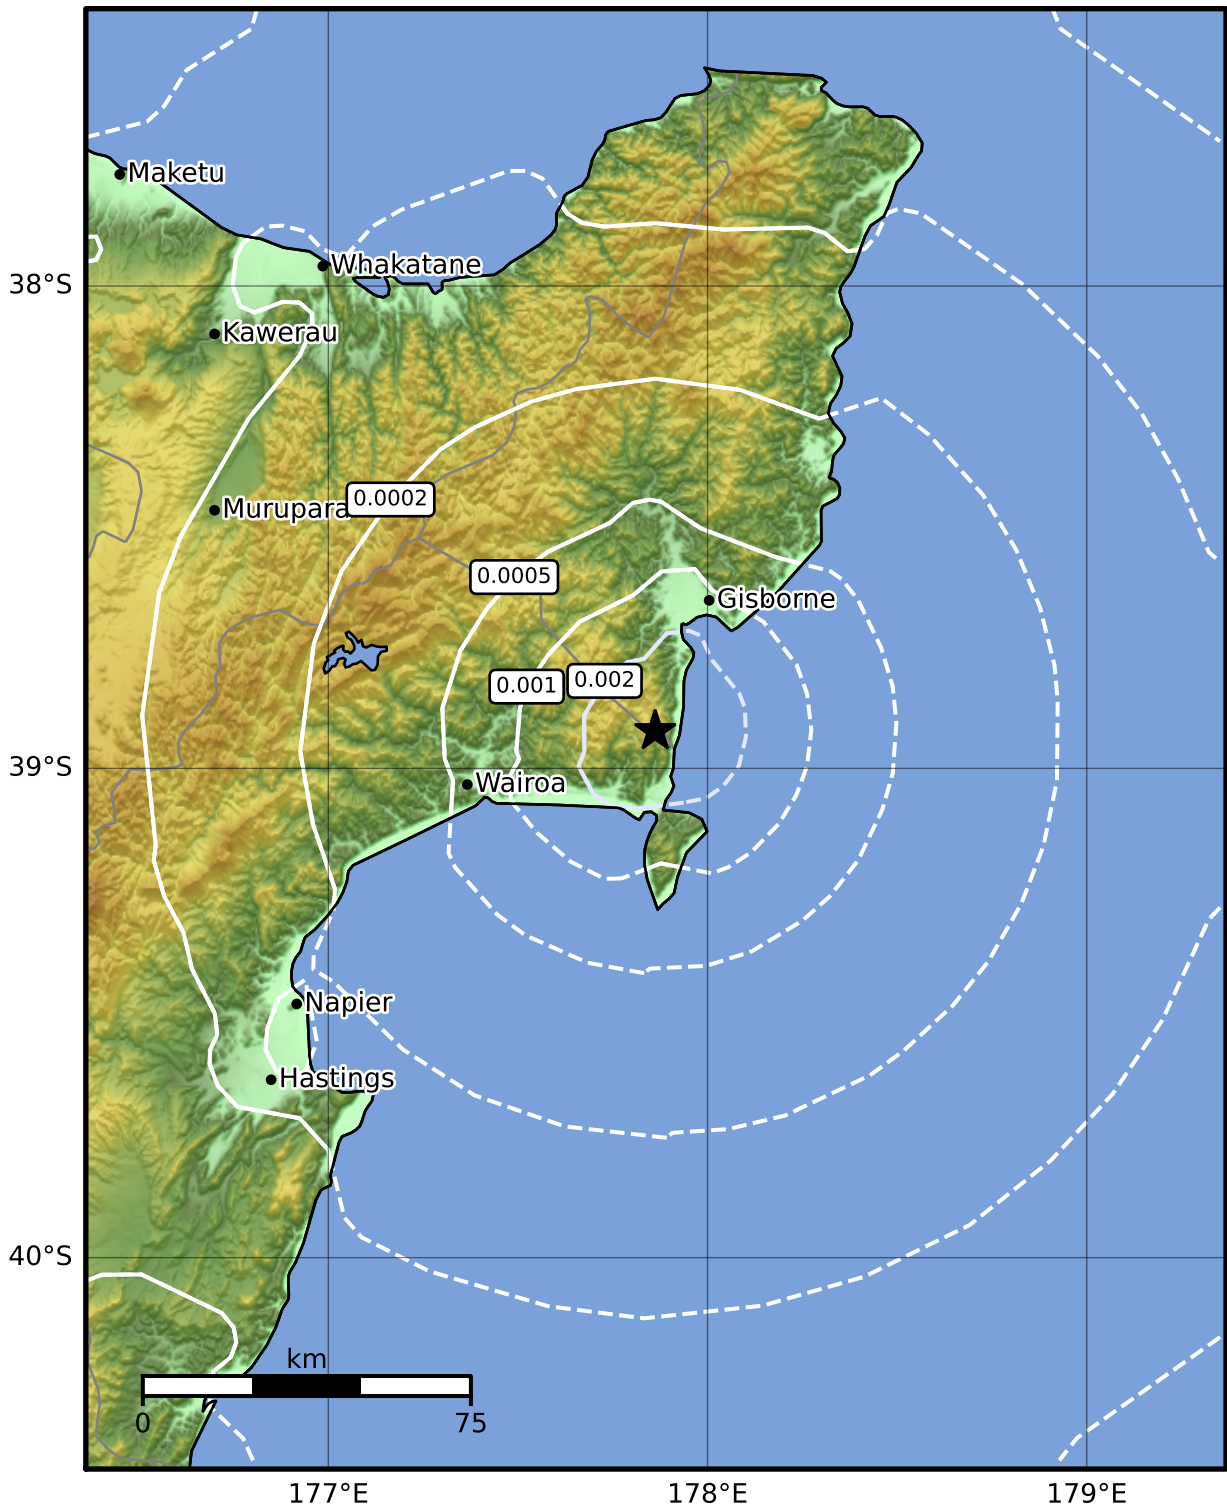 Maketu
Whakatane
38°S
Kawerau
0.0002
Murupara
0.0005
Gisborne
0.001
0.002
39°S
Wairoa
Napier
Hastings
40°S
km
0
75
177°E
178°E
179°E